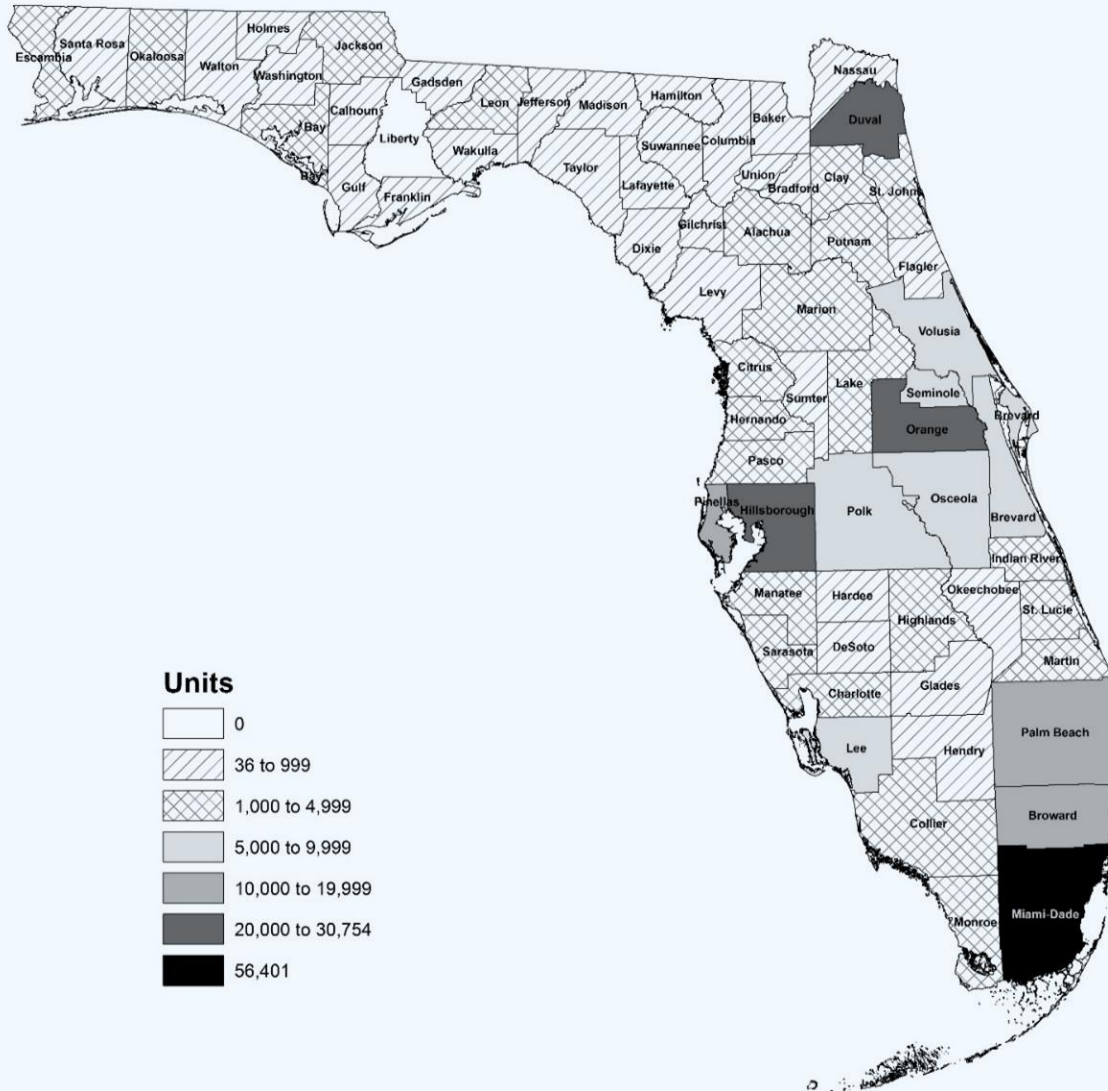 Holmes
Jackson
Santa Rosa
Okaloosa
Escambia
Walton
Washington
Gadsden
Nassau
Calhoun
Leon
Jefferson
Madison
Hamilton
Baker
Duval
Bay
Liberty
Wakulla
Suwannee
Columbia
Bay
Taylor
Union
Clay
Gulf
Franklin
Lafayette
Bradford
St. John
Gilchrist
Alachua
Putnam
Dixie
Flagler
Levy
Marion
Volusia
Citrus
Lake
Sumter
Seminole
Hernando
Brevard
Orange
Pasco
Pinellas
Hillsborough
Polk
Osceola
Brevard
Indian River
Manatee
Hardee
Okeechobee
Highlands
St. Lucie
Sarasota
DeSoto
Martin
Charlotte
Glades
Palm Beach
Lee
Hendry
Broward
Collier
Monroe
Miami-Dade
Units
0
36 to 999
1,000 to 4,999
5,000 to 9,999
10,000 to 19,999
20,000 to 30,754
56,401